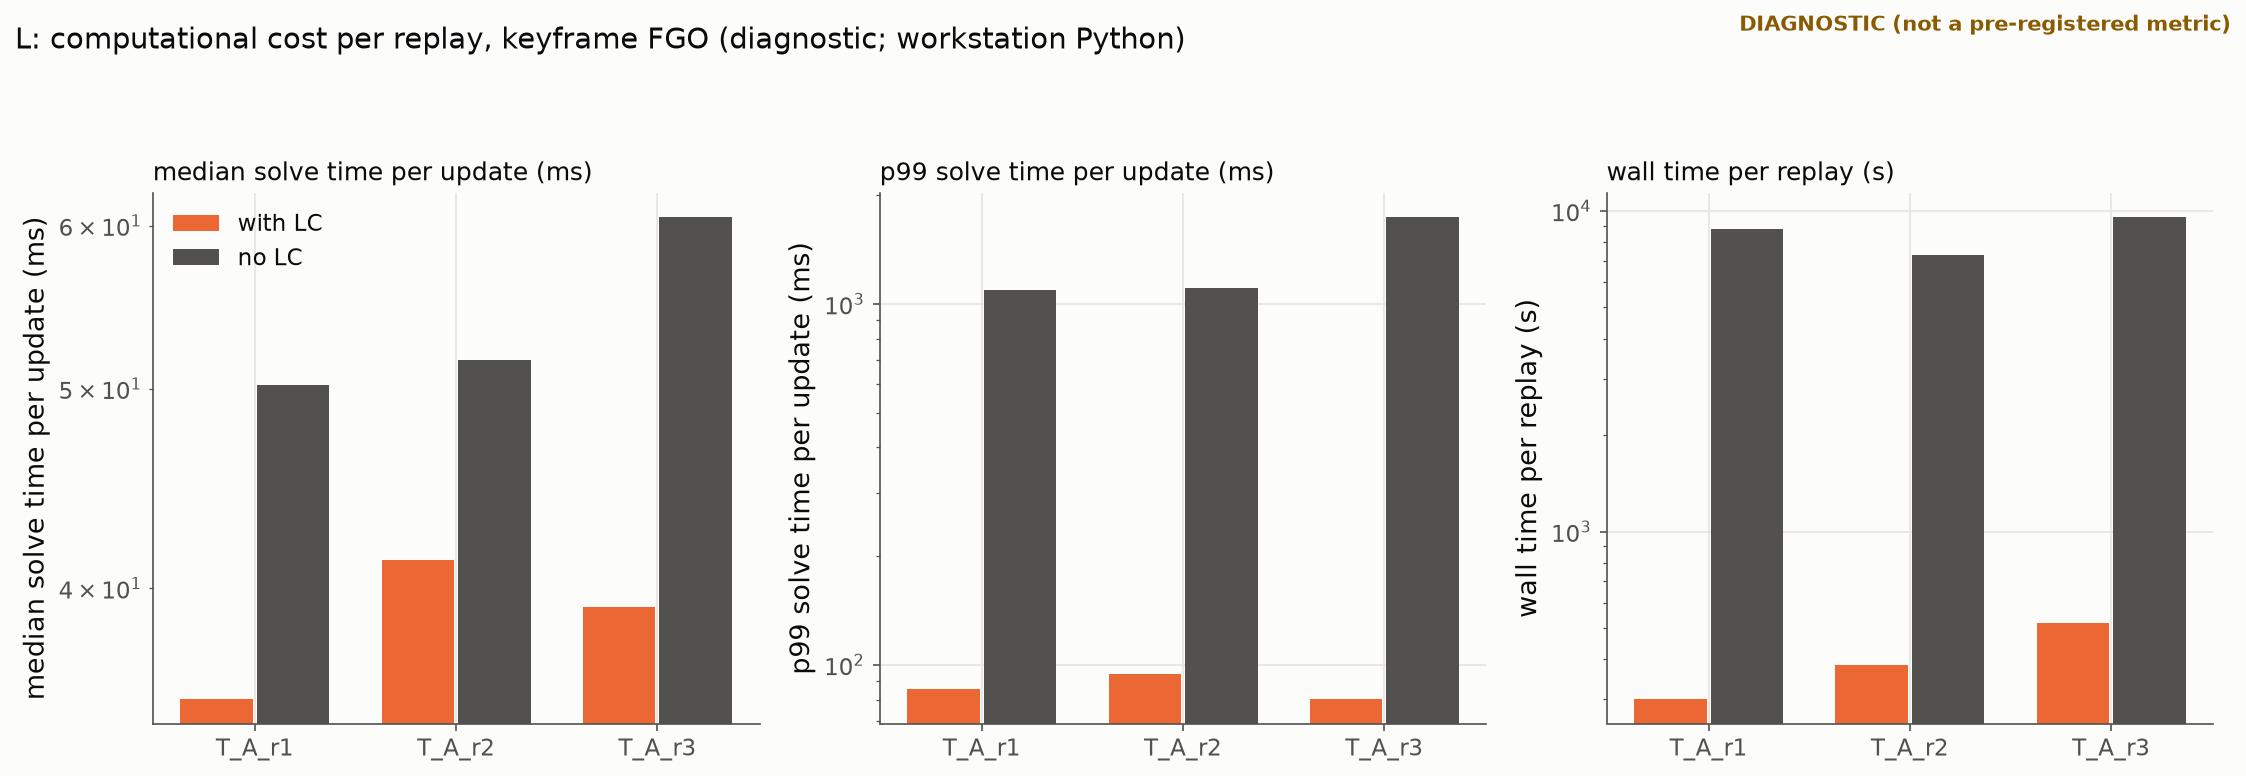 L: computational cost per replay, keyframe FGO (diagnostic; workstation Python)
DIAGNOSTIC (not a pre-registered metric)
median solve time per update (ms)
median solve time per update (ms)
6 × 10¹
5 × 10¹
4 × 10¹
with LC
no LC
T_A_r1
T_A_r2
T_A_r3
p99 solve time per update (ms)
p99 solve time per update (ms)
10³
10²
T_A_r1
T_A_r2
T_A_r3
wall time per replay (s)
wall time per replay (s)
10⁴
10³
T_A_r1
T_A_r2
T_A_r3